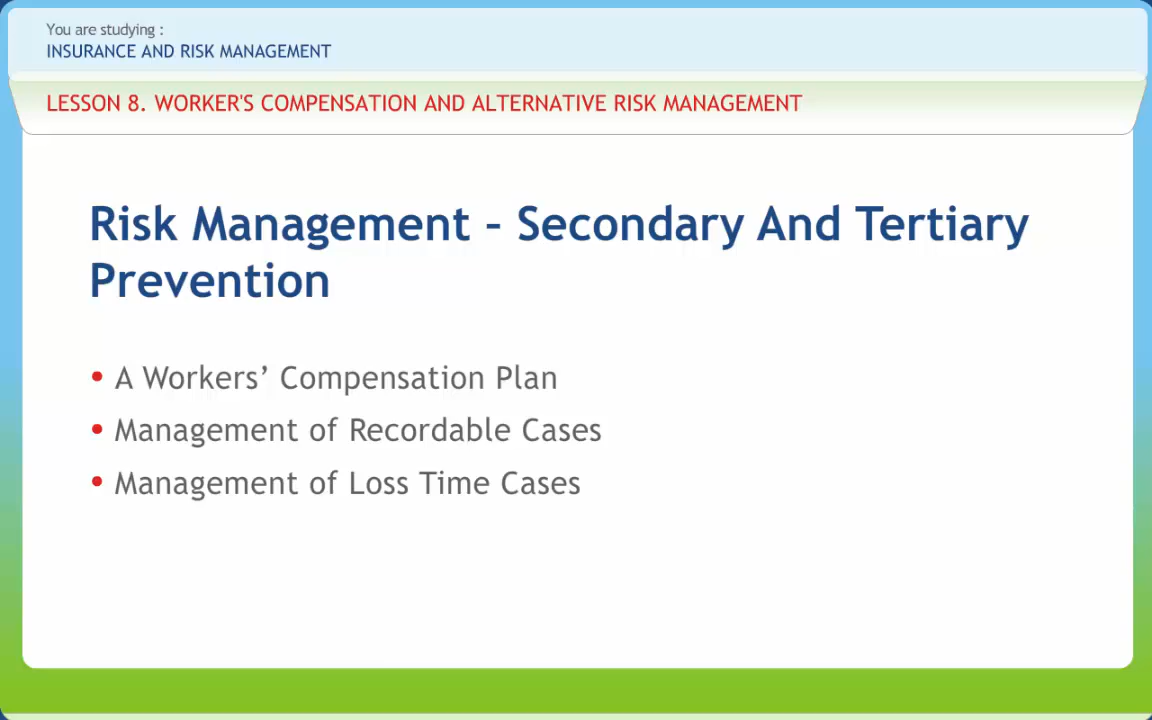 You are studying :
INSURANCE AND RISK MANAGEMENT
LESSON 8. WORKER'S COMPENSATION AND ALTERNATIVE RISK MANAGEMENT
Risk Management – Secondary And Tertiary
Prevention
• A Workers’ Compensation Plan
• Management of Recordable Cases
• Management of Loss Time Cases